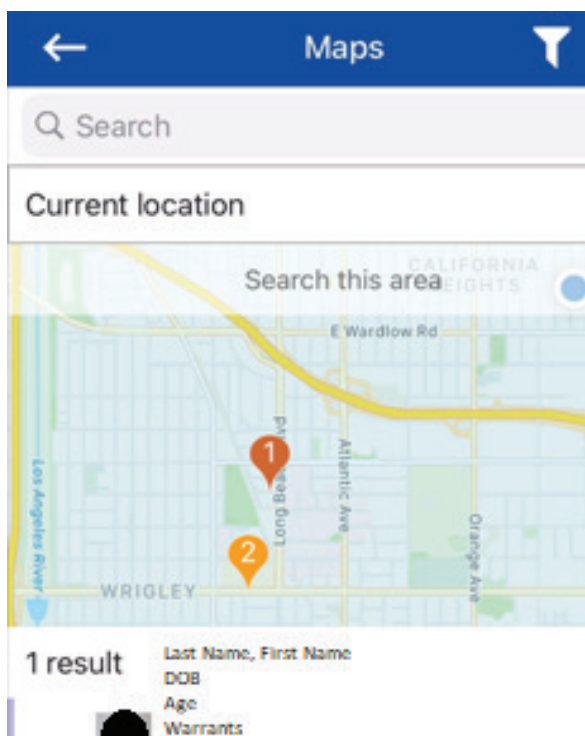 Maps
Search
Current location
CALIFORNIA
Search this area
HEIGHTS
E Wardlow Rd
1
Long Beach Blvd
Atlantic Ave
Los Angeles River
Orange Ave
2
WRIGLEY
1 result
Last Name, First Name
DOB
Age
Warrants